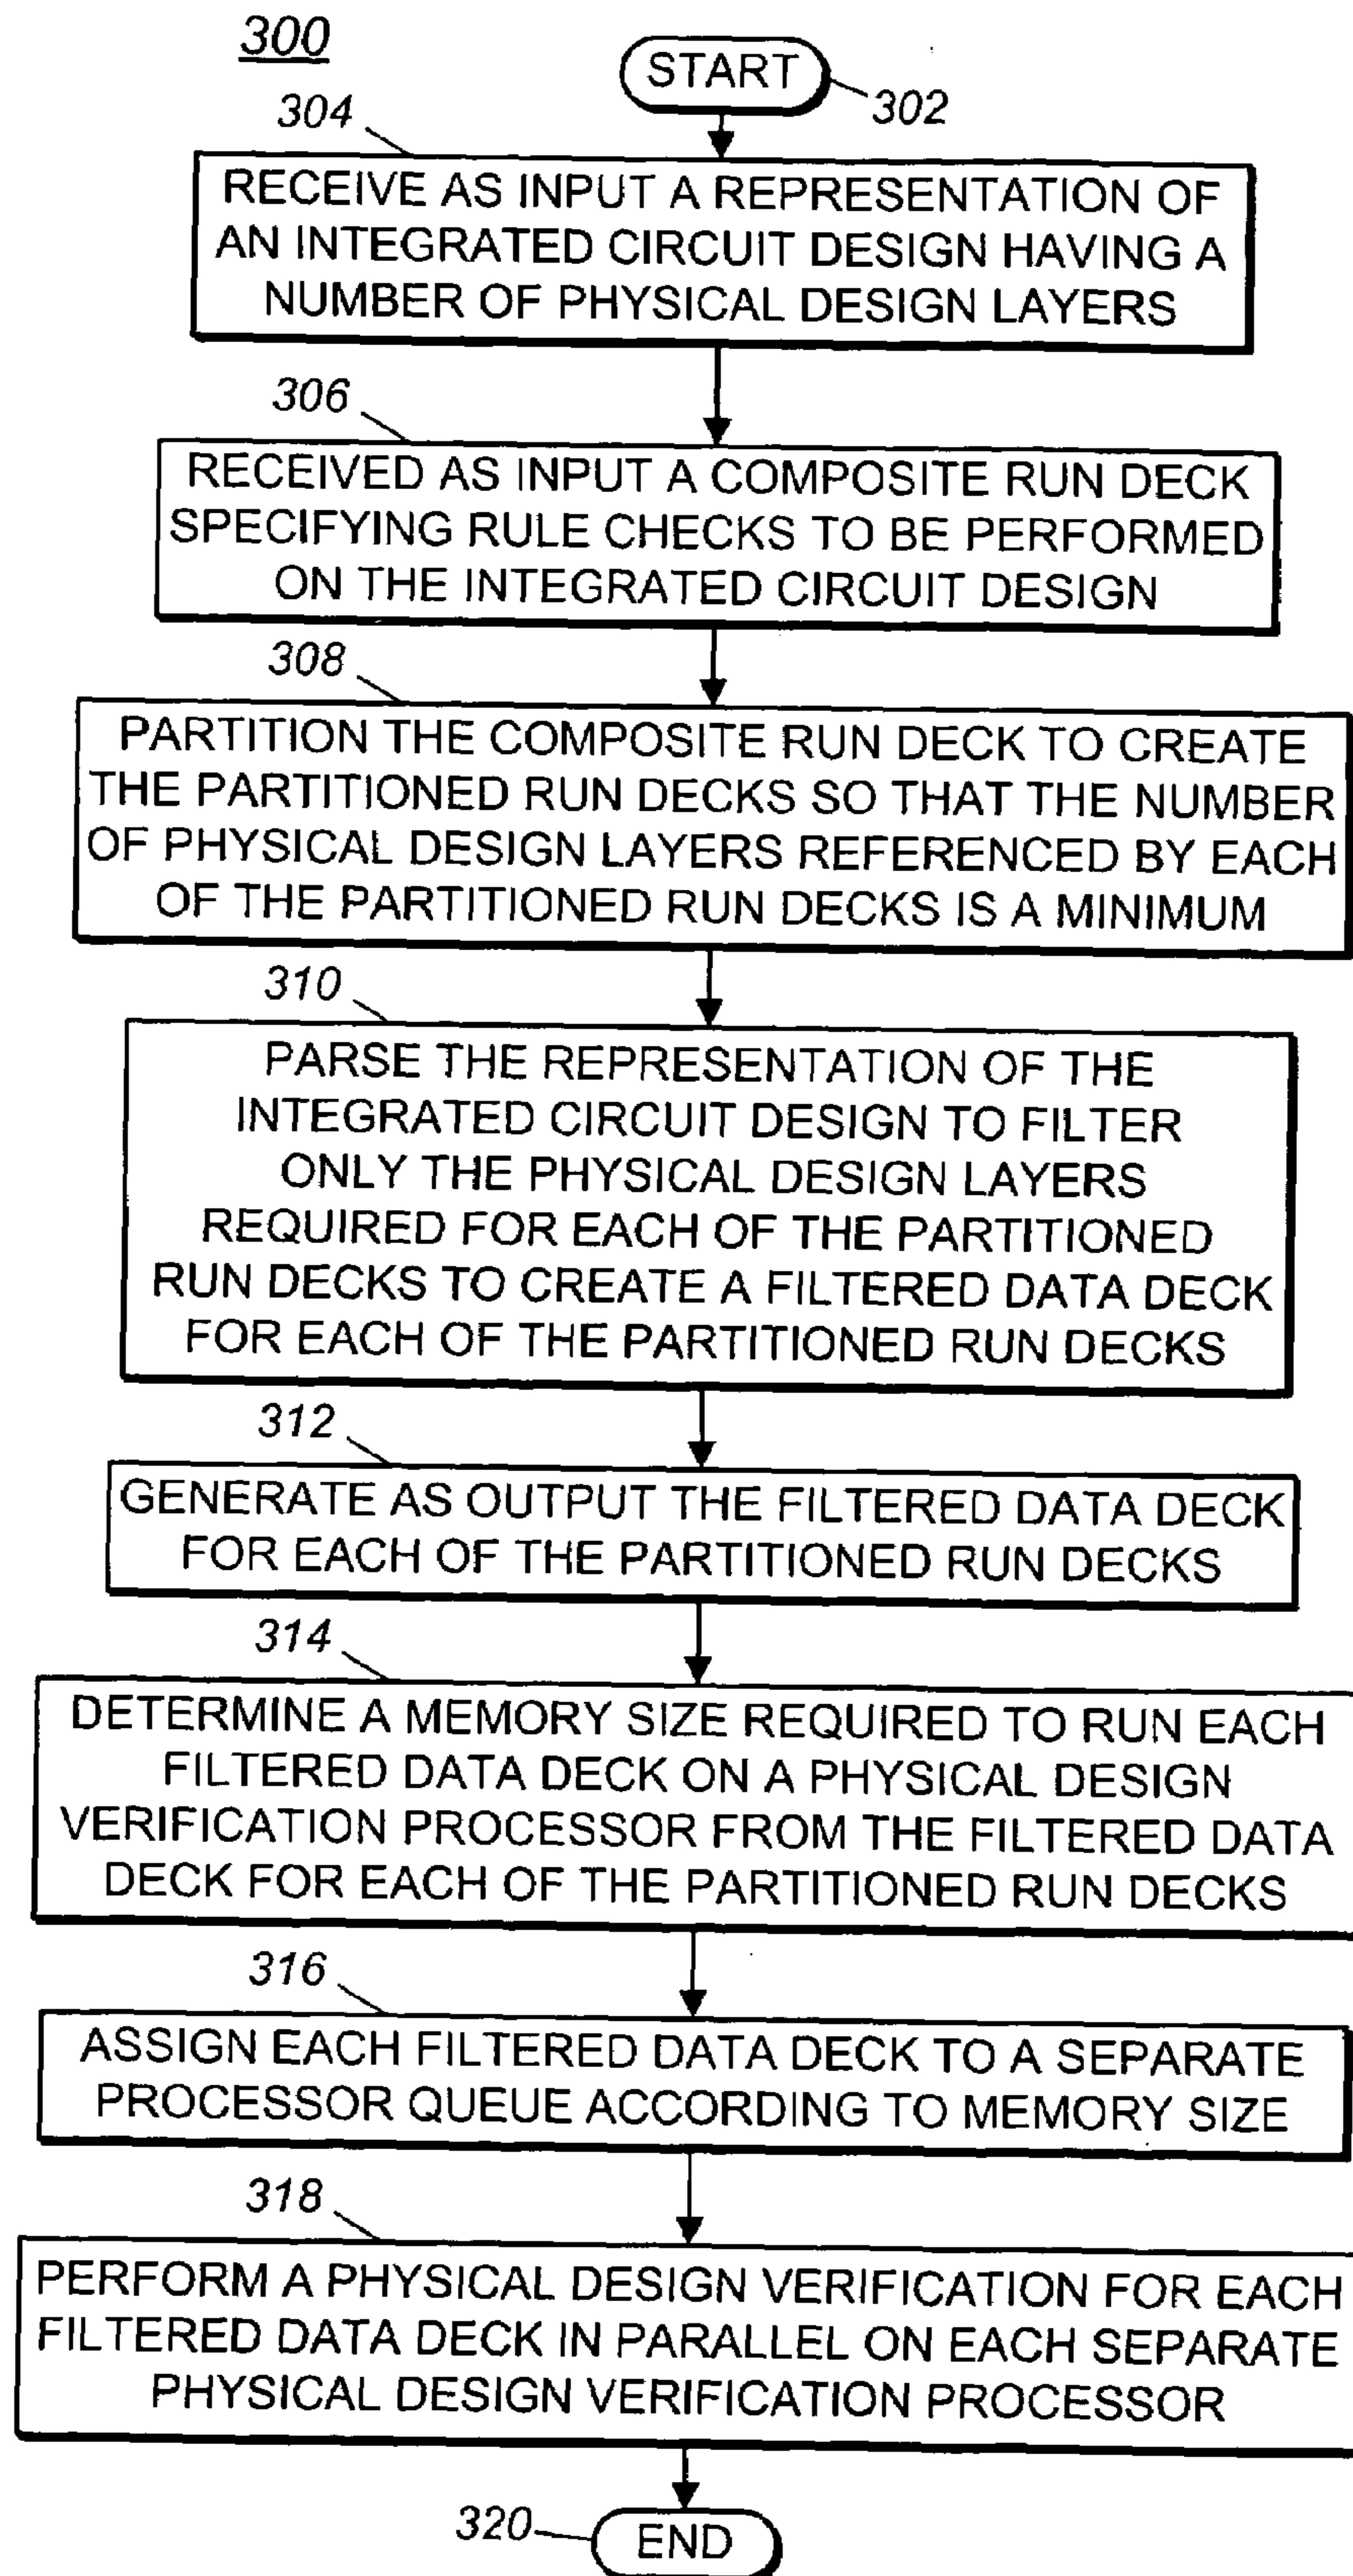 300
START
302
304
RECEIVE AS INPUT A REPRESENTATION OF
AN INTEGRATED CIRCUIT DESIGN HAVING A
NUMBER OF PHYSICAL DESIGN LAYERS
306
RECEIVED AS INPUT A COMPOSITE RUN DECK
SPECIFYING RULE CHECKS TO BE PERFORMED
ON THE INTEGRATED CIRCUIT DESIGN
308
PARTITION THE COMPOSITE RUN DECK TO CREATE
THE PARTITIONED RUN DECKS SO THAT THE NUMBER
OF PHYSICAL DESIGN LAYERS REFERENCED BY EACH
OF THE PARTITIONED RUN DECKS IS A MINIMUM
310
PARSE THE REPRESENTATION OF THE
INTEGRATED CIRCUIT DESIGN TO FILTER
ONLY THE PHYSICAL DESIGN LAYERS
REQUIRED FOR EACH OF THE PARTITIONED
RUN DECKS TO CREATE A FILTERED DATA DECK
FOR EACH OF THE PARTITIONED RUN DECKS
312
GENERATE AS OUTPUT THE FILTERED DATA DECK
FOR EACH OF THE PARTITIONED RUN DECKS
314
DETERMINE A MEMORY SIZE REQUIRED TO RUN EACH
FILTERED DATA DECK ON A PHYSICAL DESIGN
VERIFICATION PROCESSOR FROM THE FILTERED DATA
DECK FOR EACH OF THE PARTITIONED RUN DECKS
316
ASSIGN EACH FILTERED DATA DECK TO A SEPARATE
PROCESSOR QUEUE ACCORDING TO MEMORY SIZE
318
PERFORM A PHYSICAL DESIGN VERIFICATION FOR EACH
FILTERED DATA DECK IN PARALLEL ON EACH SEPARATE
PHYSICAL DESIGN VERIFICATION PROCESSOR
320
END